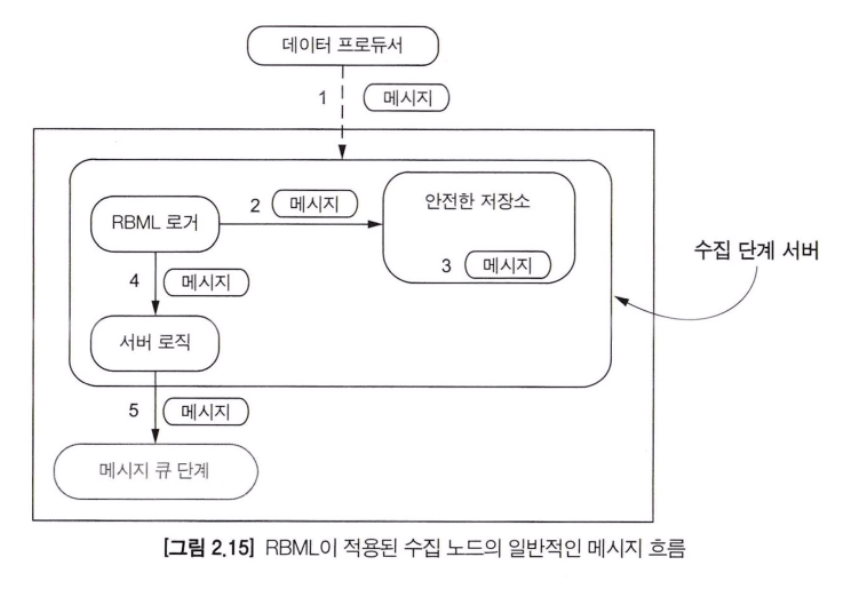 데이터 프로듀서
1 메시지
RBML 로거
2 메시지
안전한 저장소
3 메시지
수집 단계 서버
4 메시지
서버 로직
5 메시지
메시지 큐 단계
[그림 2.15] RBML이 적용된 수집 노드의 일반적인 메시지 흐름